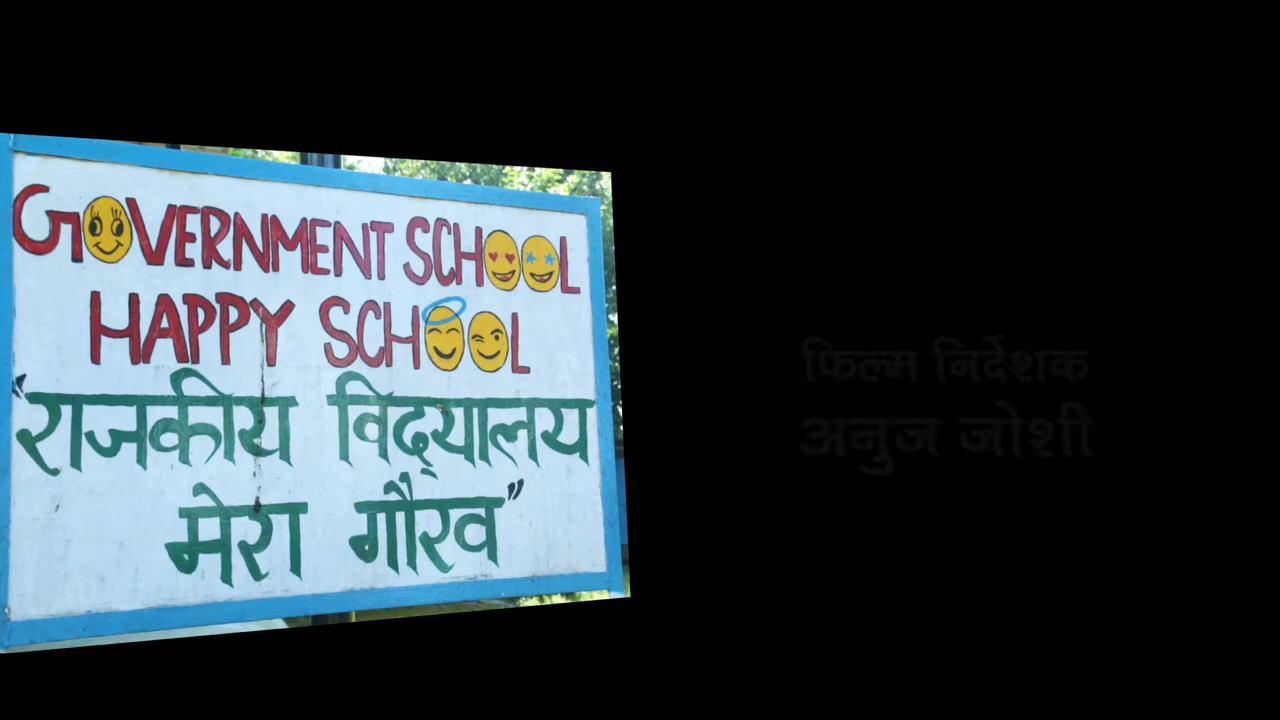 GOVERNMENT SCHOOL
HAPPY SCHOOL
"राजकीय विद्यालय
मेरा गौरव"
फिल्म निर्देशक
अनुज जोशी